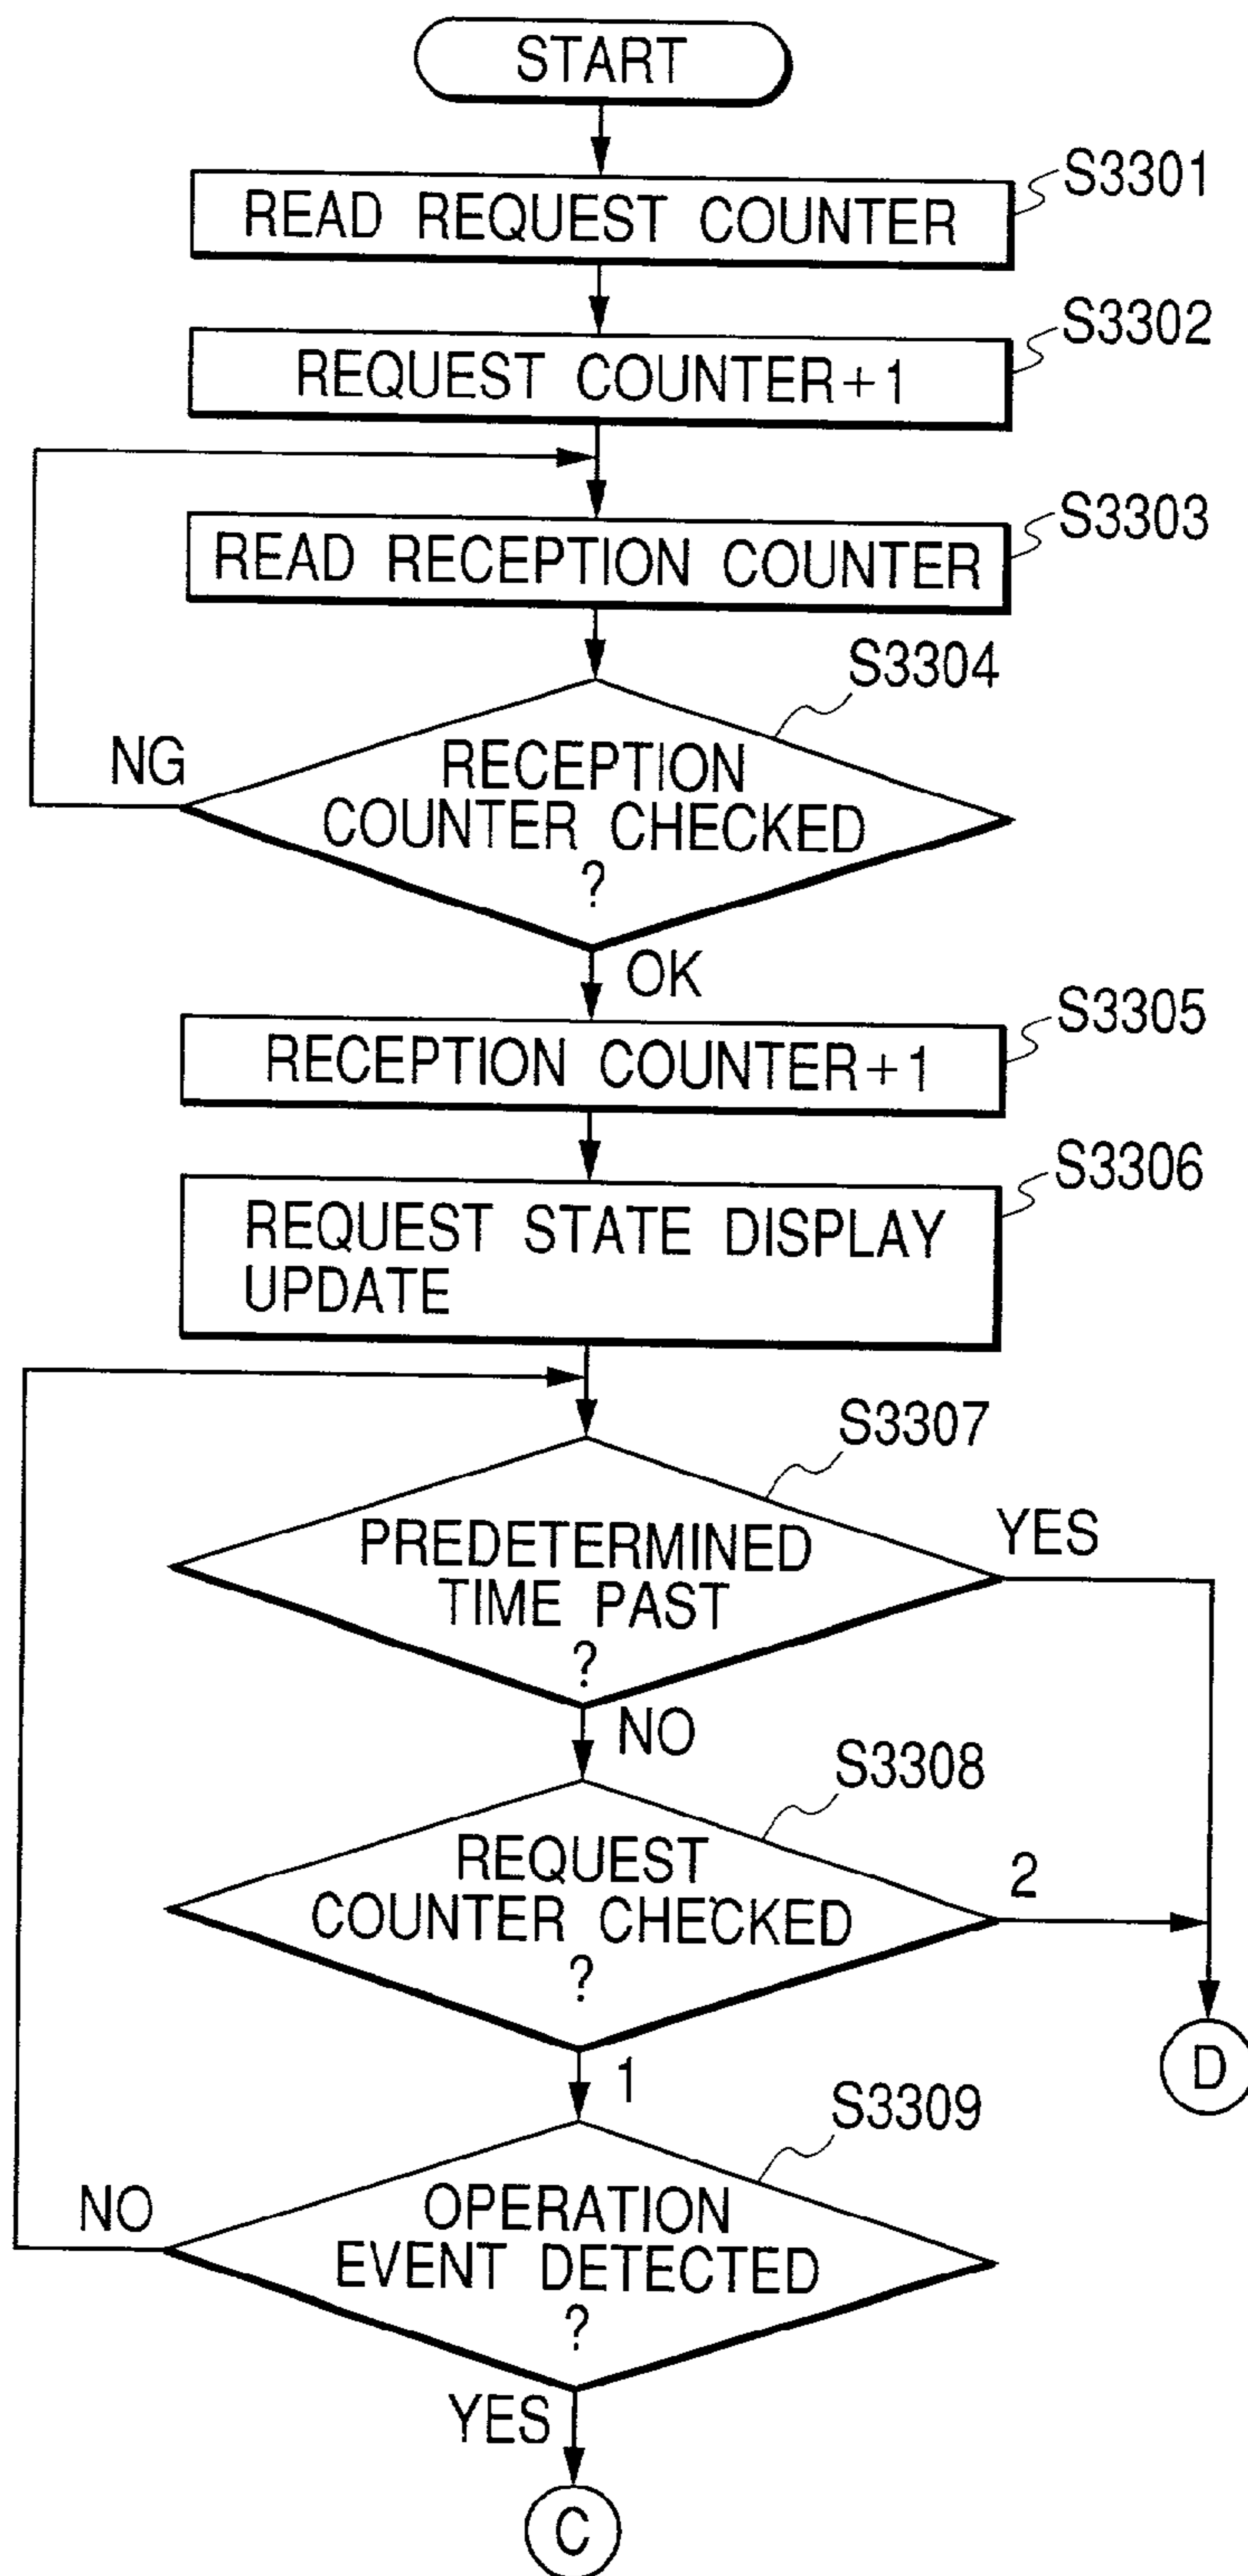 START
READ REQUEST COUNTER
S3301
REQUEST COUNTER+1
S3302
READ RECEPTION COUNTER
S3303
S3304
NG
RECEPTION
COUNTER CHECKED
?
OK
RECEPTION COUNTER+1
S3305
REQUEST STATE DISPLAY
UPDATE
S3306
S3307
PREDETERMINED
TIME PAST
?
YES
NO
S3308
REQUEST
COUNTER CHECKED
?
2
1
D
S3309
NO
OPERATION
EVENT DETECTED
?
YES
C